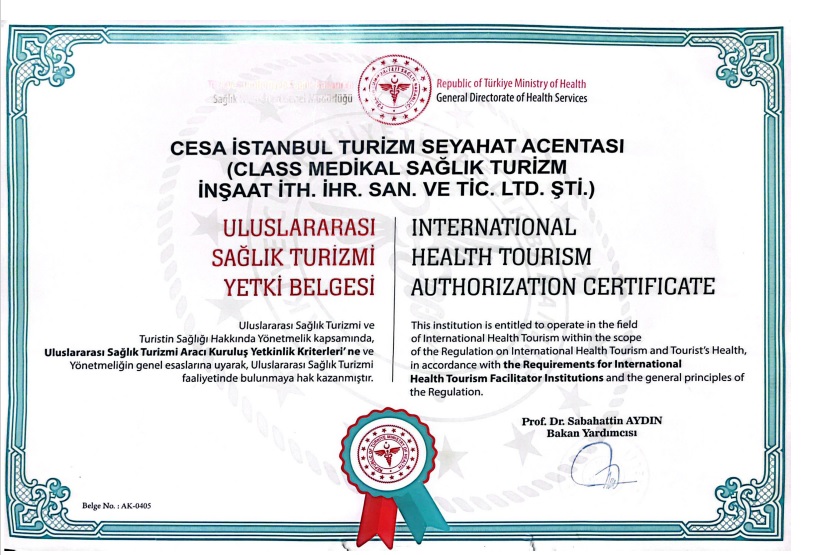 Republic of Türkiye Ministry of Health
Sağlık
General Directorate of Health Services
CESA İSTANBUL TURİZM SEYAHAT ACENTASI
(CLASS MEDİKAL SAĞLIK TURİZM
İNŞAAT İTH. İHR. SAN. VE TİC. LTD. ŞTİ.)
ULUSLARARASI
SAĞLIK TURİZMİ
YETKİ BELGESİ
INTERNATIONAL
HEALTH TOURISM
AUTHORIZATION CERTIFICATE
Uluslararası Sağlık Turizmi ve
Turistin Sağlığı Hakkında Yönetmelik kapsamında,
Uluslararası Sağlık Turizmi Aracı Kuruluş Yetkinlik Kriterleri' ne ve
Yönetmeliğin genel esaslarına uyarak, Uluslararası Sağlık Turizmi
faaliyetinde bulunmaya hak kazanmıştır.
This institution is entitled to operate in the field
of International Health Tourism within the scope
of the Regulation on International Health Tourism and Tourist's Health,
in accordance with the Requirements for International
Health Tourism Facilitator Institutions and the general principles of
the Regulation.
Prof. Dr. Sabahattin AYDIN
Bakan Yardımcısı
Belge No. : AK-0405